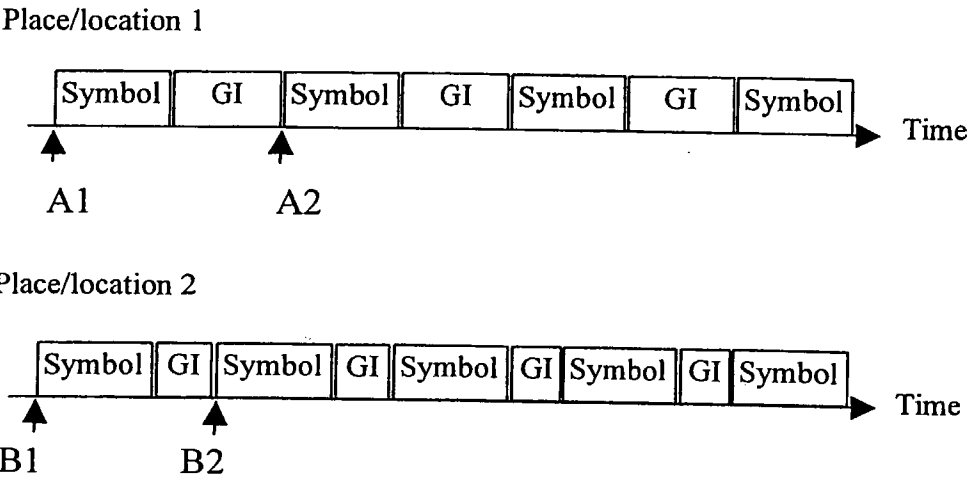 Place/location 1
Symbol GI Symbol GI Symbol GI Symbol
Time
A1 A2
Place/location 2
Symbol GI Symbol GI Symbol GI Symbol GI Symbol
Time
B1 B2